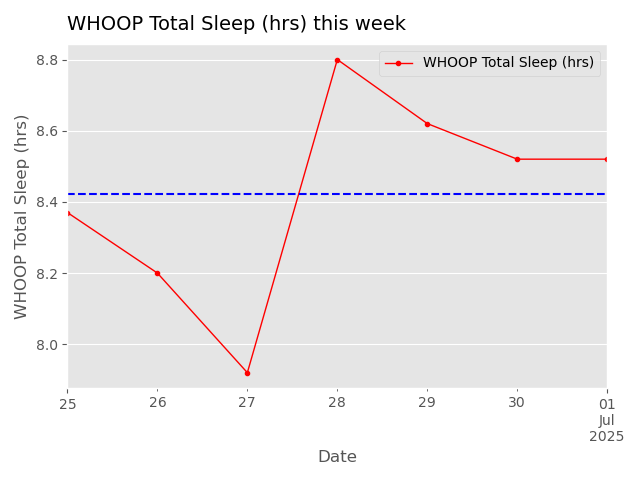 WHOOP Total Sleep (hrs) this week
WHOOP Total Sleep (hrs)
WHOOP Total Sleep (hrs)
8.8
8.6
8.4
8.2
8.0
25 26 27 28 29 30 01
Jul
2025
Date